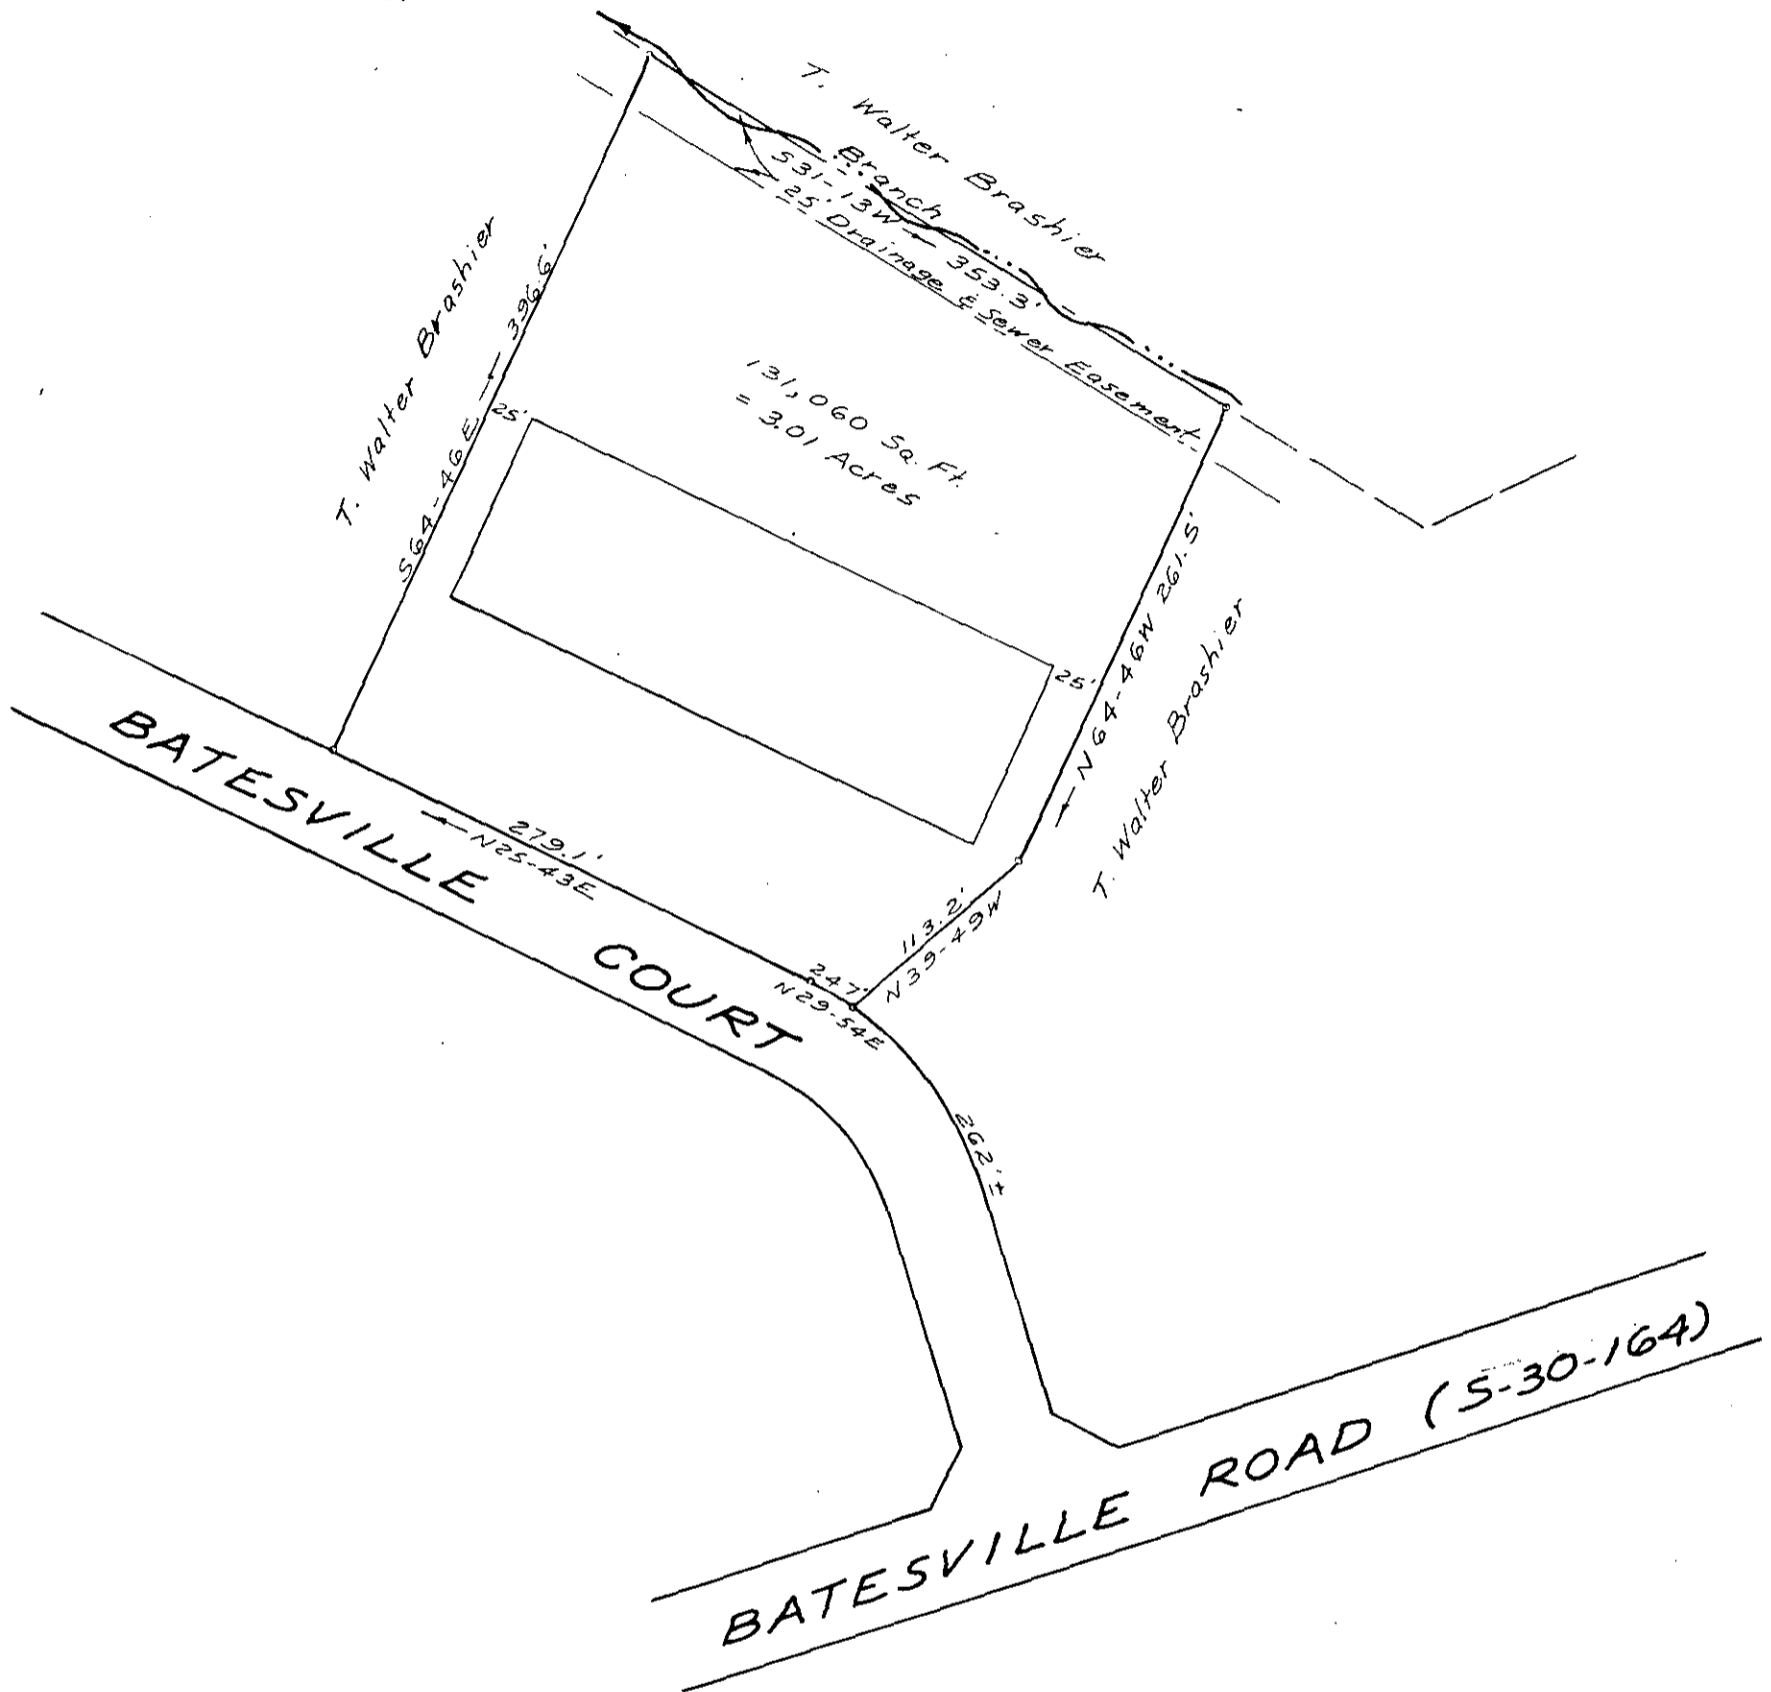 T. Walter Brashier
Branch
S31-13W
353.3'
25' Drainage & Sewer Easement
T. Walter Brashier
S64-46E
396.6'
131,060 Sq. Ft.
= 3.01 Acres
25'
25'
N64-46W 261.5'
T. Walter Brashier
279.1'
N25-43E
113.2'
N39-49W
24.7'
N29-54E
262'±
BATESVILLE COURT
BATESVILLE ROAD (S-30-164)